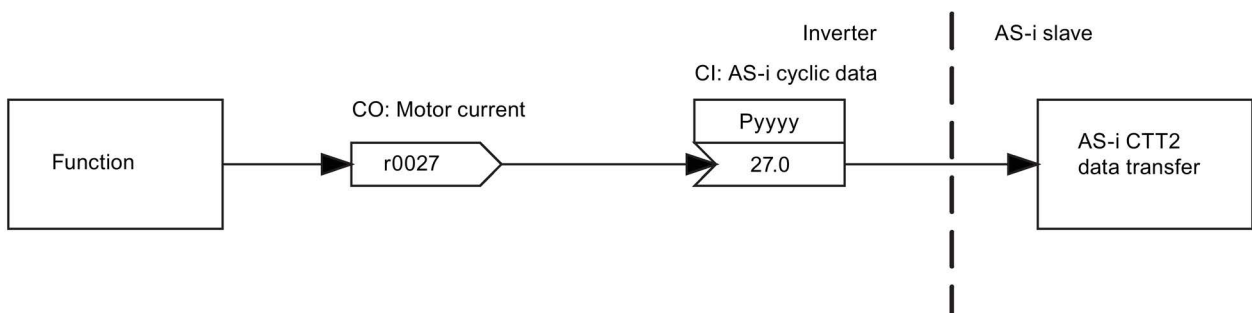 Inverter
AS-i slave
CI: AS-i cyclic data
CO: Motor current
Pyyyy
Function
r0027
27.0
AS-i CTT2
data transfer